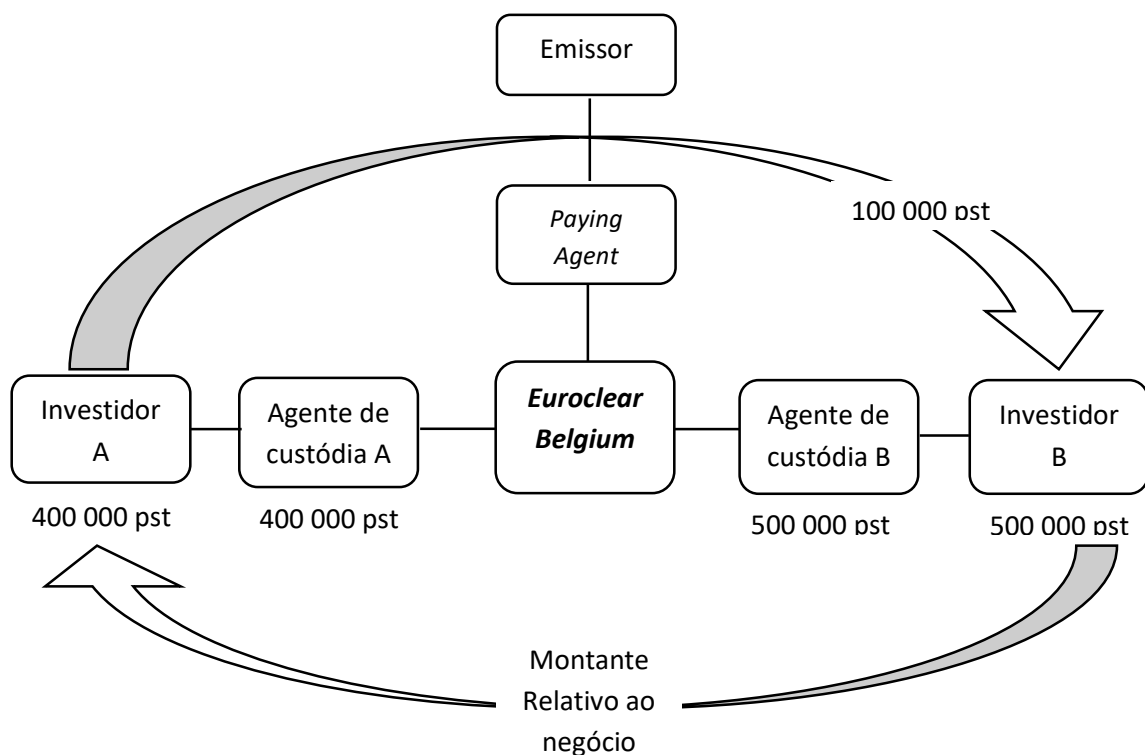 Emissor
100 000 pst
Paying
Agent
Investidor
A
Agente de
custódia A
Euroclear
Belgium
Agente de
custódia B
Investidor
B
400 000 pst
400 000 pst
500 000 pst
500 000 pst
Montante
Relativo ao
negócio